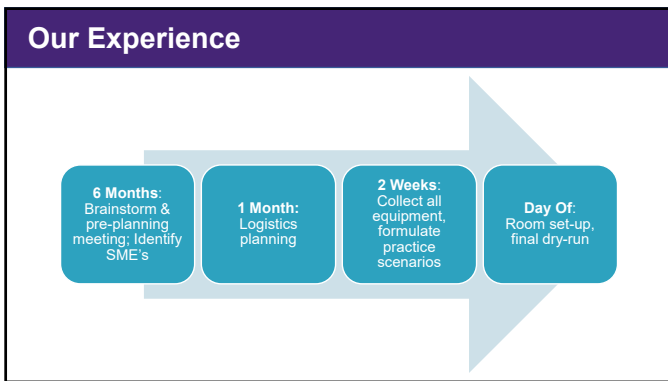 Our Experience
6 Months:
Brainstorm &
pre-planning
meeting; Identify
SME's
1 Month:
Logistics
planning
2 Weeks:
Collect all
equipment,
formulate
practice
scenarios
Day Of:
Room set-up,
final dry-run